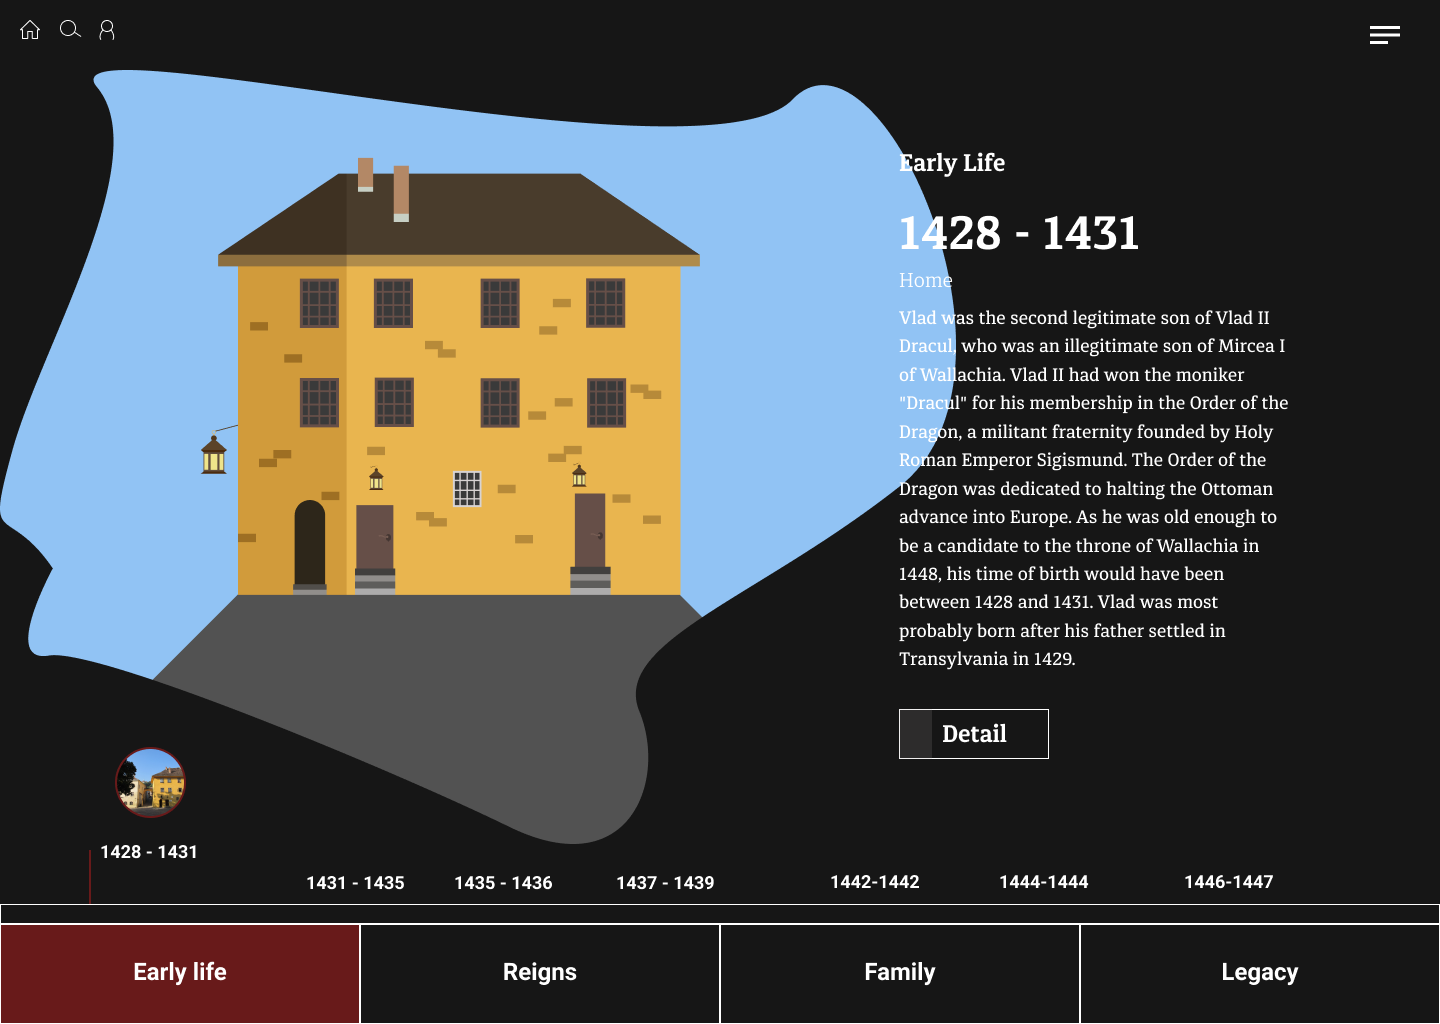 Early Life
1428 - 1431
Home
Vlad was the second legitimate son of Vlad II
Dracul, who was an illegitimate son of Mircea I
of Wallachia. Vlad II had won the moniker
"Dracul" for his membership in the Order of the
Dragon, a militant fraternity founded by Holy
Roman Emperor Sigismund. The Order of the
Dragon was dedicated to halting the Ottoman
advance into Europe. As he was old enough to
be a candidate to the throne of Wallachia in
1448, his time of birth would have been
between 1428 and 1431. Vlad was most
probably born after his father settled in
Transylvania in 1429.
Detail
1428 - 1431
1431 - 1435
1435 - 1436
1437 - 1439
1442-1442
1444-1444
1446-1447
Early life
Reigns
Family
Legacy